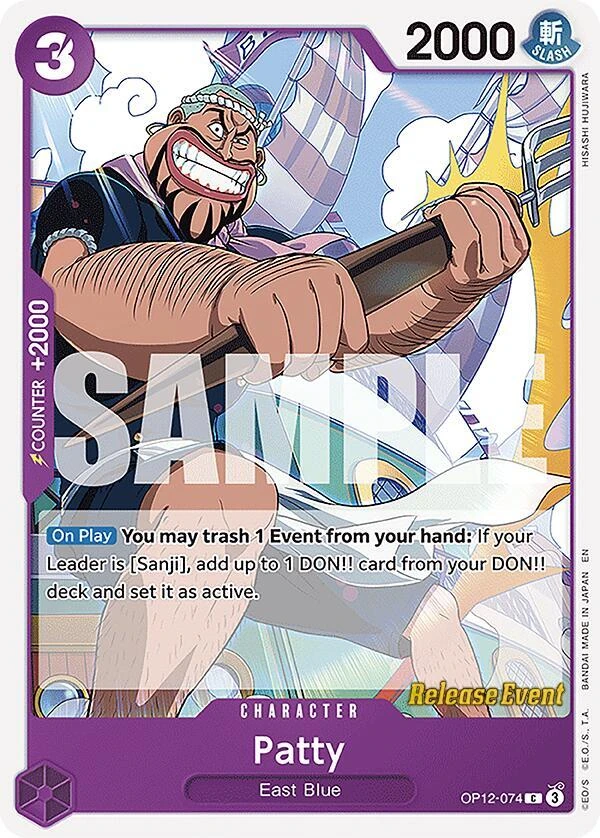 3
2000
斬
SLASH
HISASHI HUJIWARA
COUNTER +2000
SAMPLE
On Play You may trash 1 Event from your hand: If your
Leader is [Sanji], add up to 1 DON!! card from your DON!!
deck and set it as active.
Release Event
CHARACTER
Patty
East Blue
OP12-074 C 3
©EO/S ©E.O./S., T.A. BANDAI MADE IN JAPAN EN